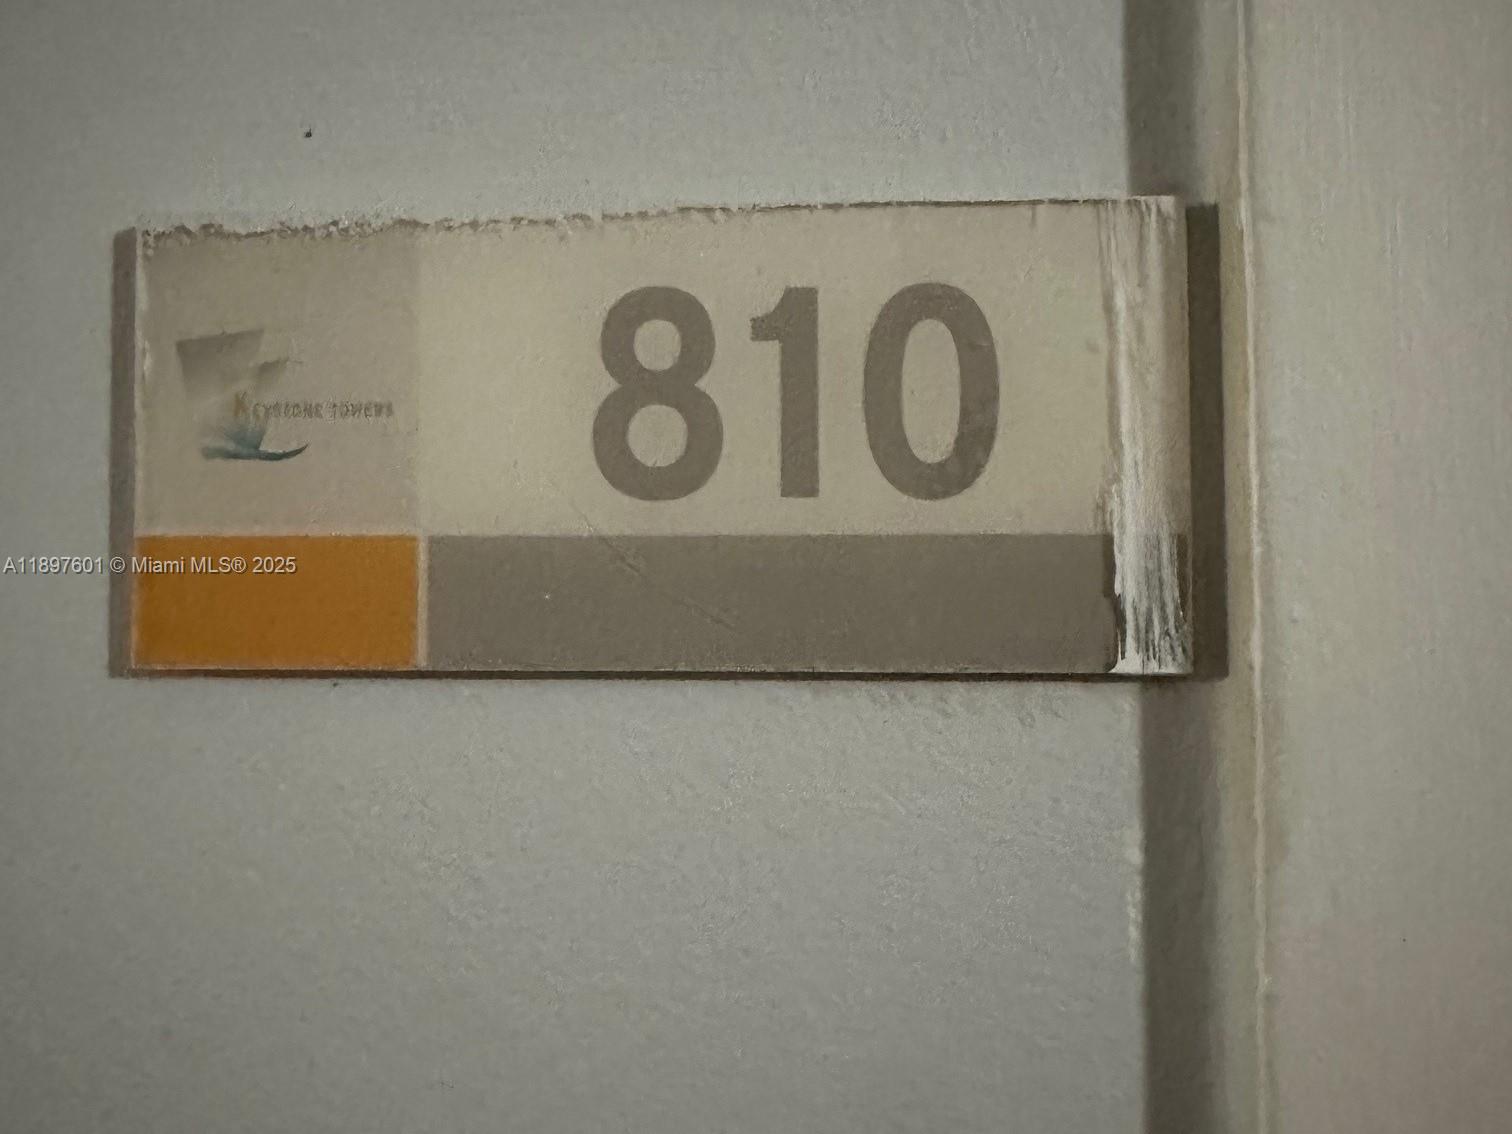 810
KEYSTONE TOWERS
A11897601 © Miami MLS® 2025